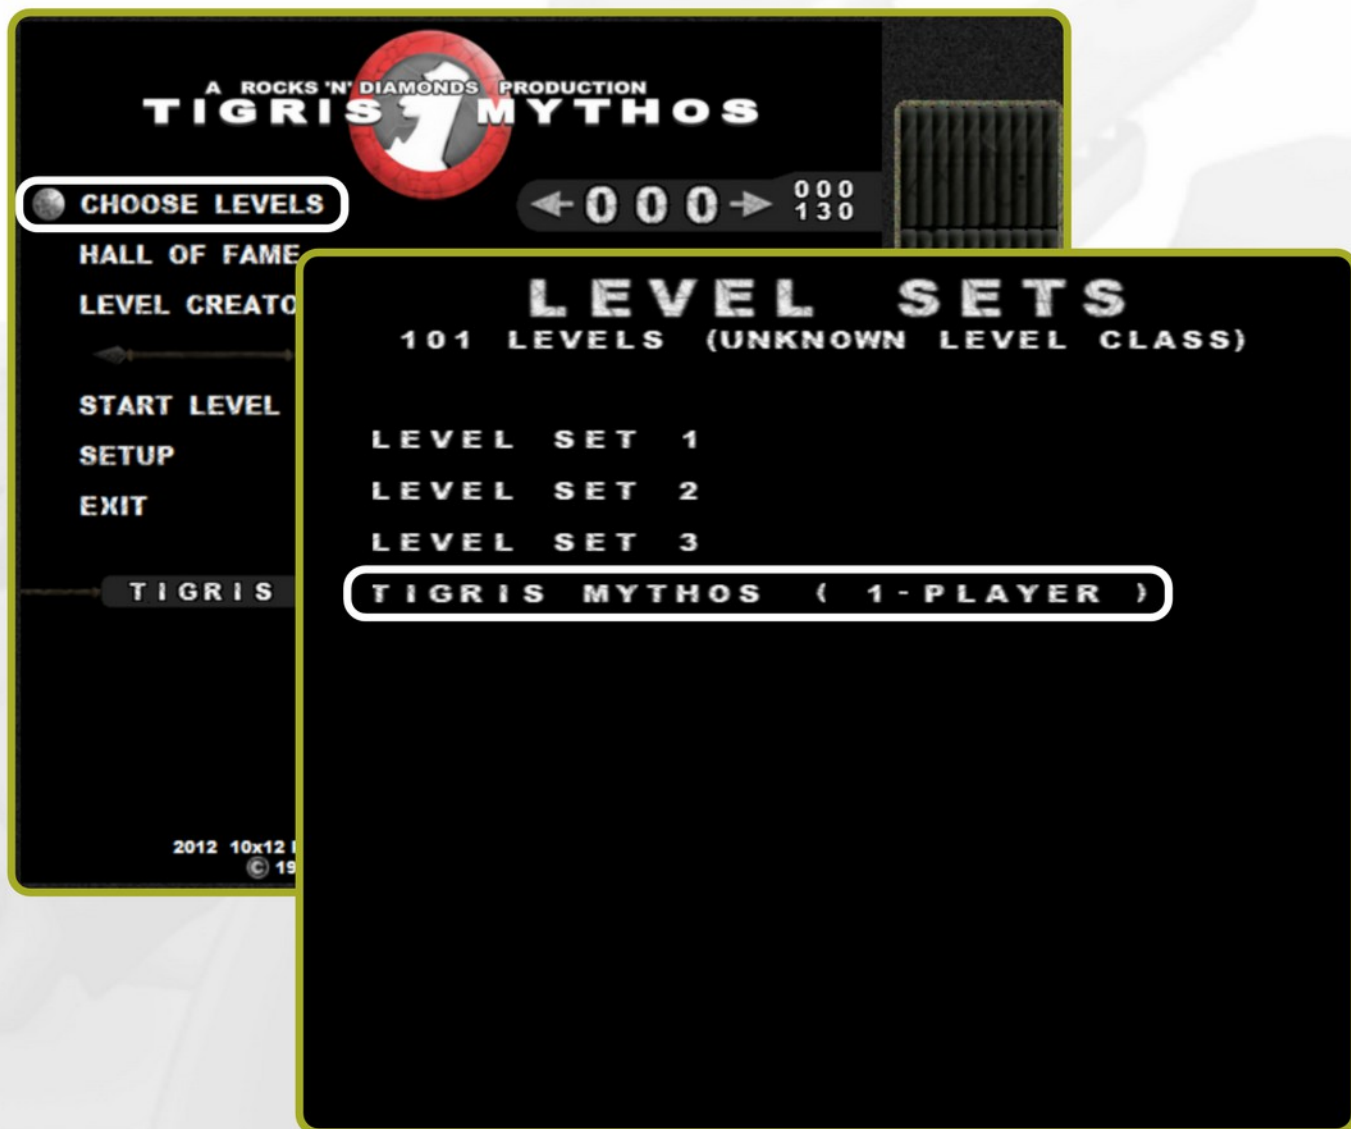 A ROCKS 'N' DIAMONDS PRODUCTION
TIGRIS MYTHOS
CHOOSE LEVELS
000
000
130
HALL OF FAME
LEVEL CREATO
START LEVEL
SETUP
EXIT
TIGRIS
2012 10x12
© 19
LEVEL SETS
101 LEVELS (UNKNOWN LEVEL CLASS)
LEVEL SET 1
LEVEL SET 2
LEVEL SET 3
TIGRIS MYTHOS ( 1-PLAYER )